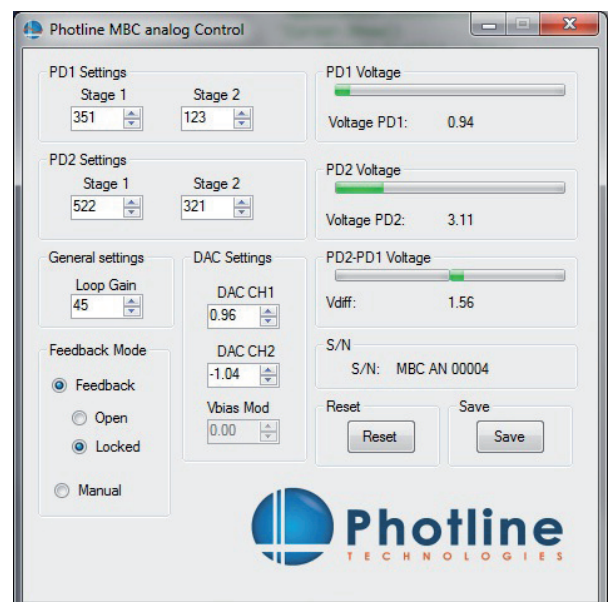 Photline MBC analog Control
PD1 Settings
Stage 1 Stage 2
351 123
PD1 Voltage
Voltage PD1: 0.94
PD2 Settings
Stage 1 Stage 2
522 321
PD2 Voltage
Voltage PD2: 3.11
General settings
Loop Gain
45
DAC Settings
DAC CH1
0.96
DAC CH2
-1.04
Vbias Mod
0.00
PD2-PD1 Voltage
Vdiff: 1.56
Feedback Mode
Feedback
Open
Locked
Manual
S/N
S/N: MBC AN 00004
Reset
Reset
Save
Save
Photline
TECHNOLOGIES